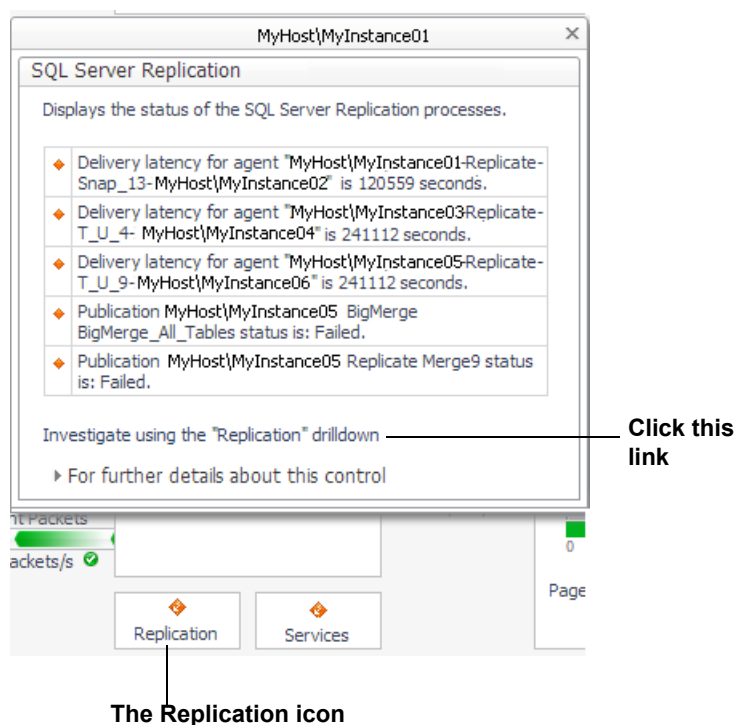 MyHost\MyInstance01
SQL Server Replication
Displays the status of the SQL Server Replication processes.
Delivery latency for agent "MyHost\MyInstance01-Replicate-
Snap_13-MyHost\MyInstance02" is 120559 seconds.
Delivery latency for agent "MyHost\MyInstance03Replicate-
T_U_4- MyHost\MyInstance04" is 241112 seconds.
Delivery latency for agent "MyHost\MyInstance05-Replicate-
T_U_9-MyHost\MyInstance06" is 241112 seconds.
Publication MyHost\MyInstance05 BigMerge
BigMerge_All_Tables status is: Failed.
Publication MyHost\MyInstance05 Replicate Merge9 status
is: Failed.
Investigate using the "Replication" drilldown
Click this
link
For further details about this control
nt Packets
ackets/s
0
Page
Replication
Services
The Replication icon